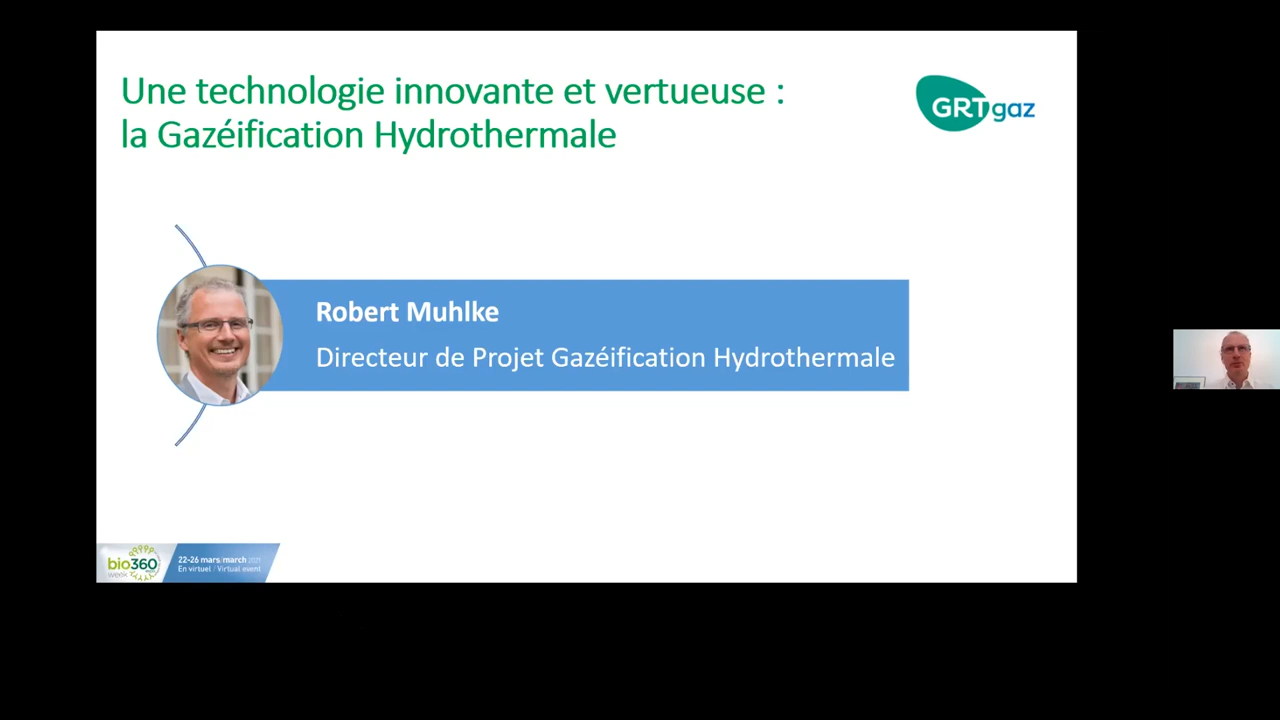 Une technologie innovante et vertueuse :
la Gazéification Hydrothermale
GRTgaz
Robert Muhlke
Directeur de Projet Gazéification Hydrothermale
bio360
week
22-26 mars/march 2021
En virtuel / Virtual event